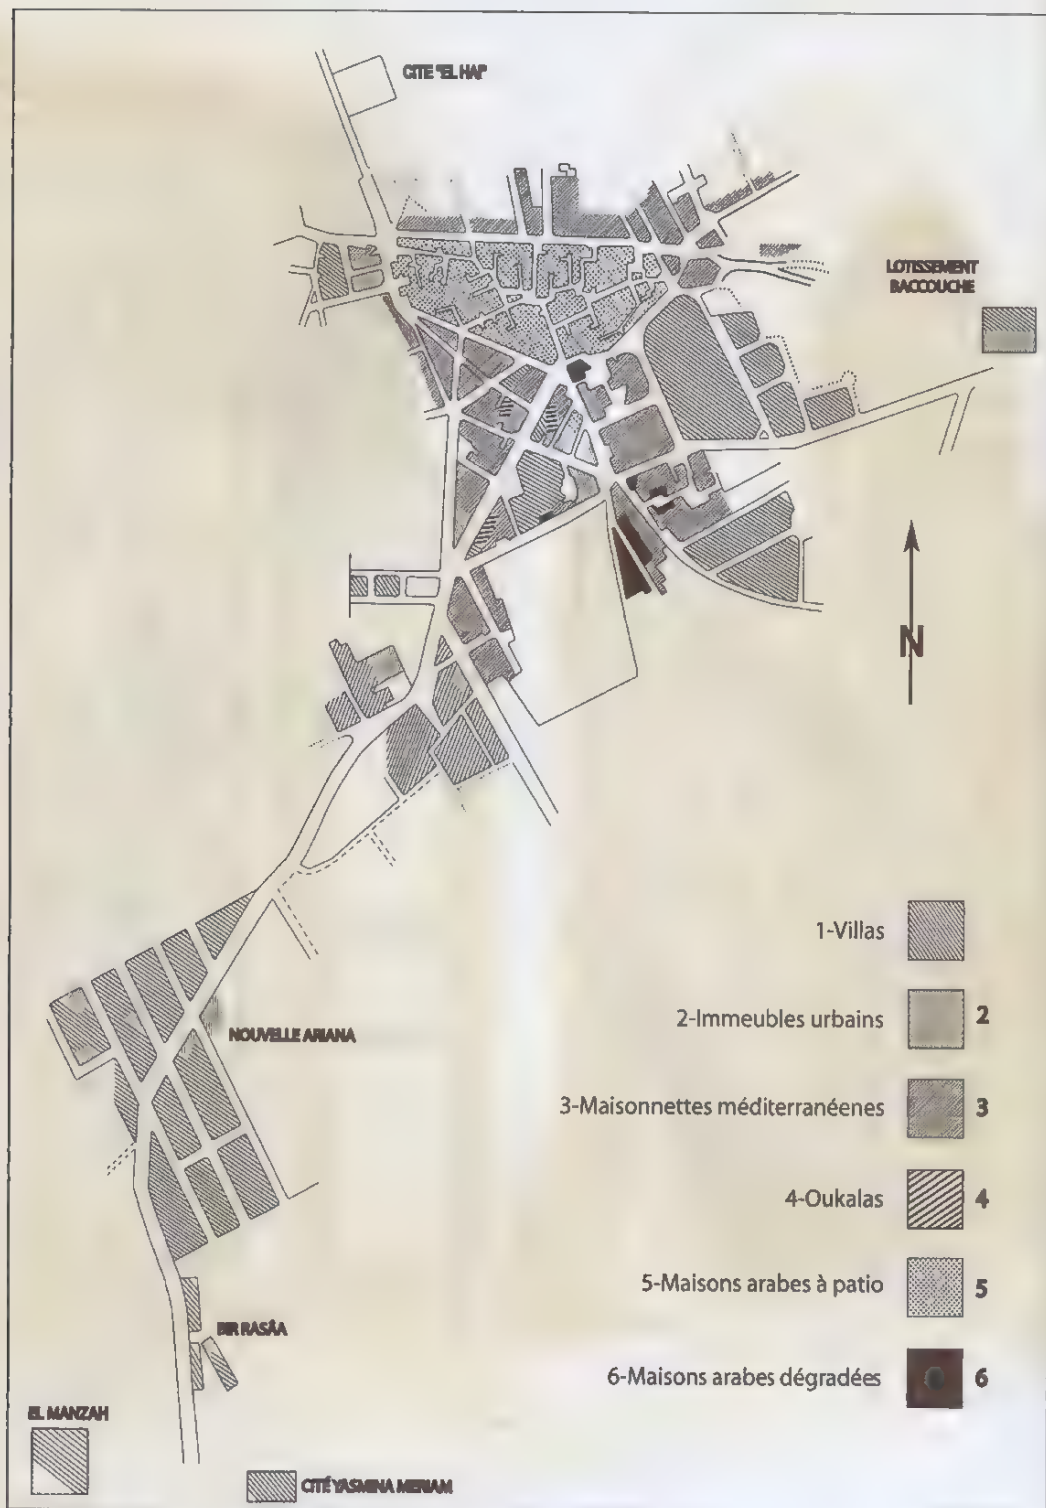 CITE "EL HAI"
LOTISSEMENT
BACCOUCHE
N
1-Villas
2-Immeubles urbains 2
3-Maisonnettes méditerranéenes 3
4-Oukalas 4
5-Maisons arabes à patio 5
6-Maisons arabes dégradées 6
NOUVELLE ARIANA
BIR RASÂA
EL MANZAH
CITÉ YASMINA MERIAM